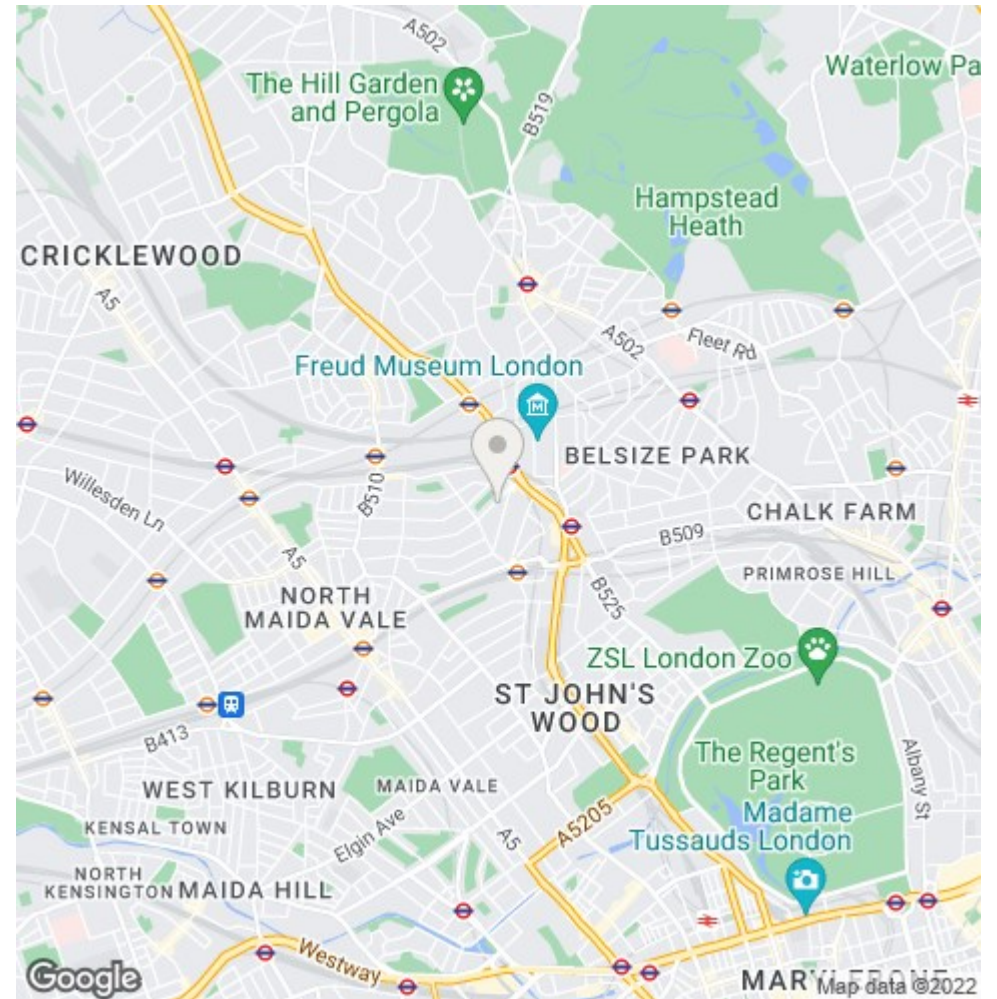 A502
The Hill Garden
and Pergola
B519
Waterlow Pa
Hampstead
Heath
CRICKLEWOOD
A5
A502
Fleet Rd
Freud Museum London
M
BELSIZE PARK
Willesden Ln
B510
CHALK FARM
B509
A5
PRIMROSE HILL
NORTH
MAIDA VALE
B525
ZSL London Zoo
ST JOHN'S
WOOD
B413
The Regent's
Park
Albany St
WEST KILBURN
MAIDA VALE
Madame
Tussauds London
KENSAL TOWN
Elgin Ave
A5
A5205
NORTH
KENSINGTON
MAIDA HILL
Westway
Google
MARYLEBONE
Map data ©2022